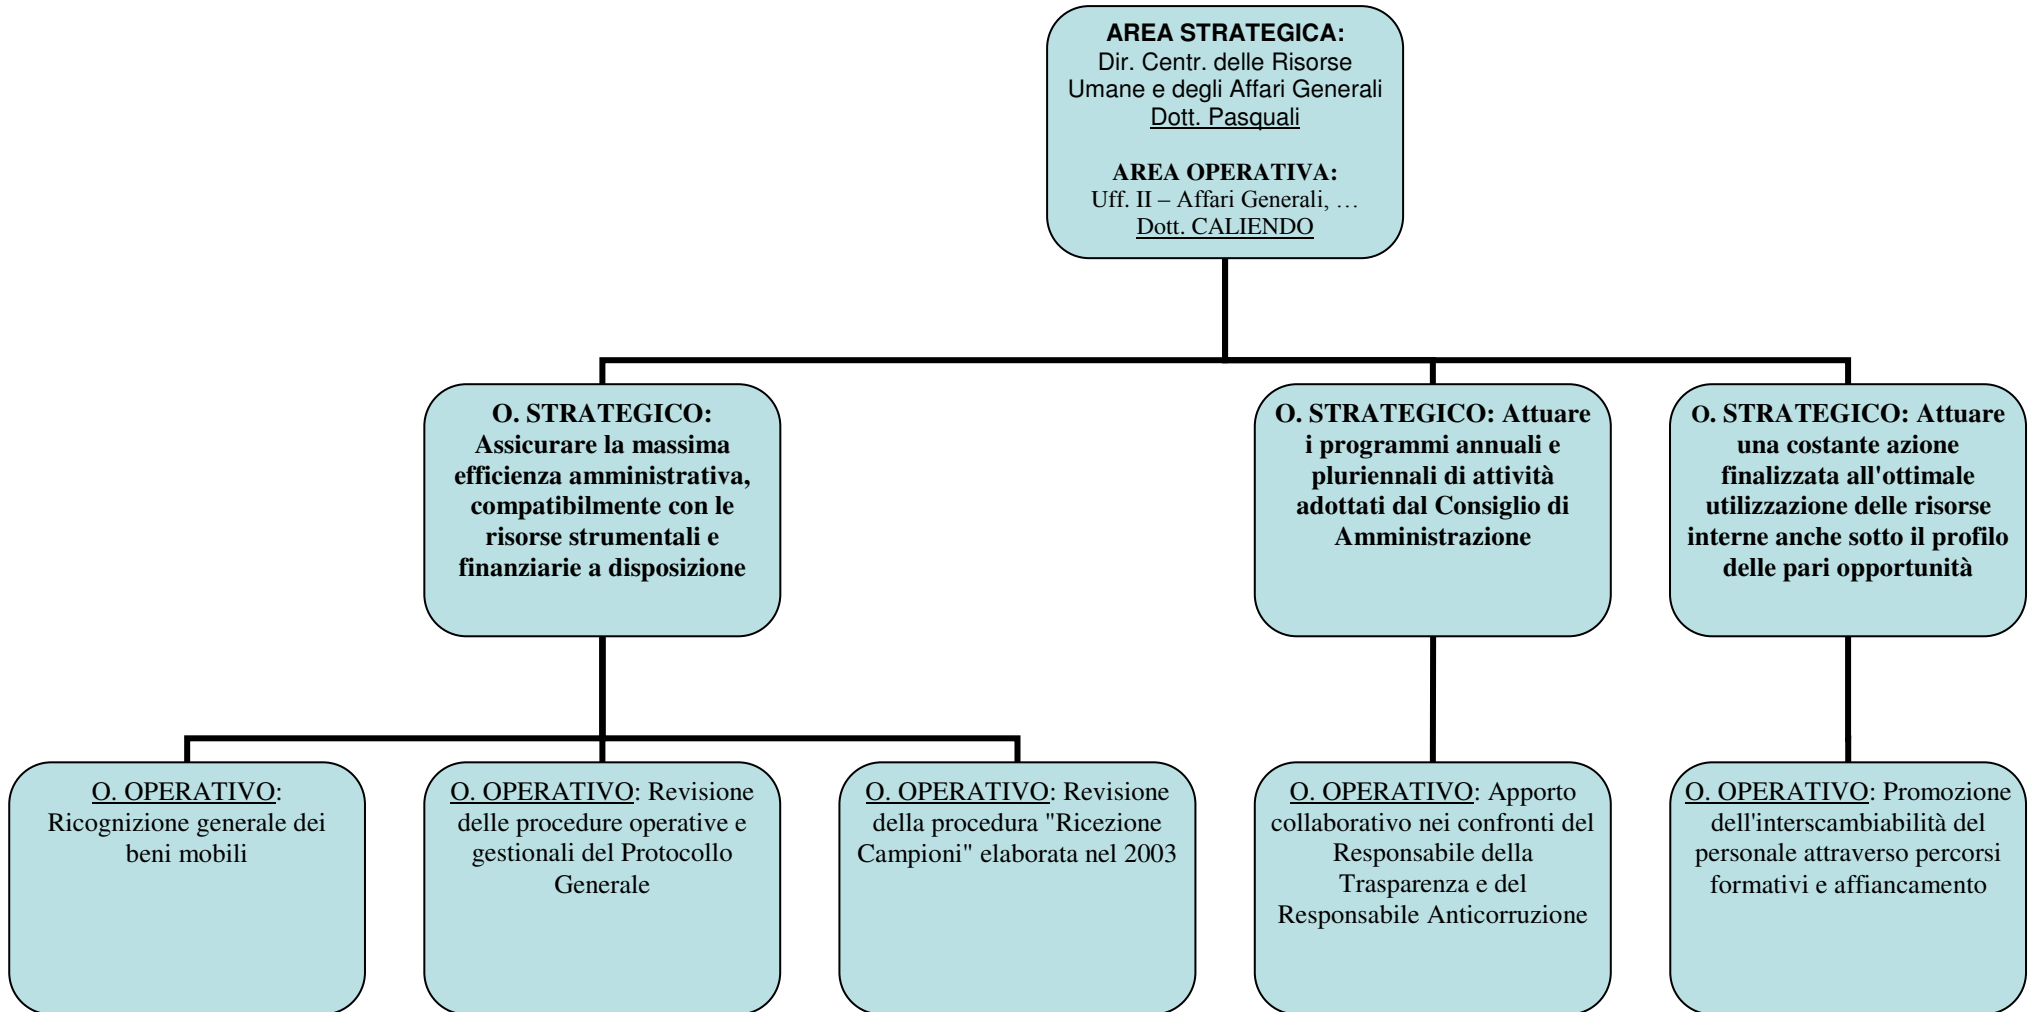 AREA STRATEGICA:
Dir. Centr. delle Risorse
Umane e degli Affari Generali
Dott. Pasquali
AREA OPERATIVA:
Uff. II – Affari Generali, …
Dott. CALIENDO
O. STRATEGICO:
Assicurare la massima
efficienza amministrativa,
compatibilmente con le
risorse strumentali e
finanziarie a disposizione
O. STRATEGICO: Attuare
i programmi annuali e
pluriennali di attività
adottati dal Consiglio di
Amministrazione
O. STRATEGICO: Attuare
una costante azione
finalizzata all'ottimale
utilizzazione delle risorse
interne anche sotto il profilo
delle pari opportunità
O. OPERATIVO:
Ricognizione generale dei
beni mobili
O. OPERATIVO: Revisione
delle procedure operative e
gestionali del Protocollo
Generale
O. OPERATIVO: Revisione
della procedura "Ricezione
Campioni" elaborata nel 2003
O. OPERATIVO: Apporto
collaborativo nei confronti del
Responsabile della
Trasparenza e del
Responsabile Anticorruzione
O. OPERATIVO: Promozione
dell'interscambiabilità del
personale attraverso percorsi
formativi e affiancamento